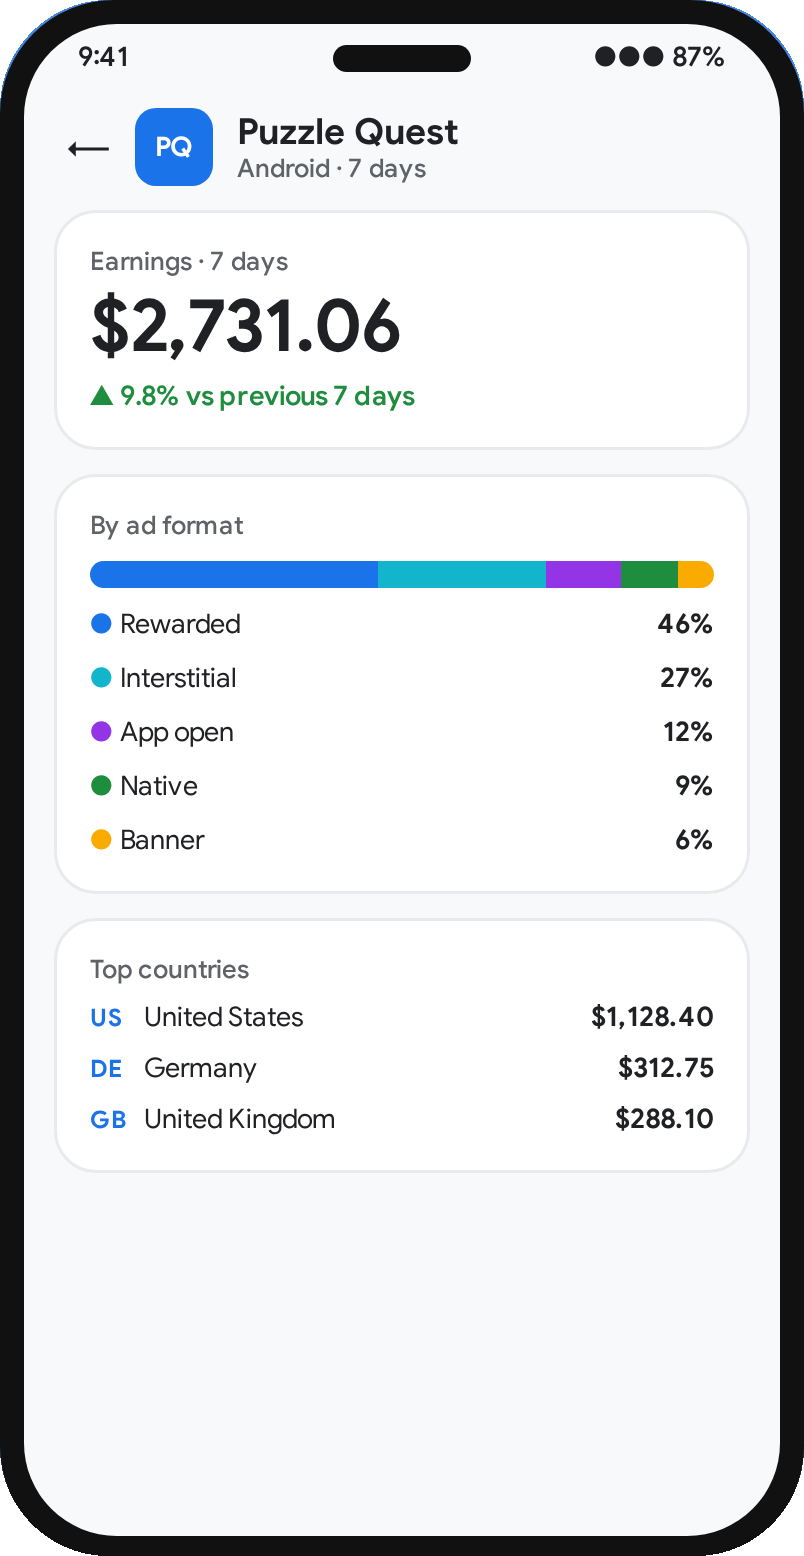 9:41
87%
PQ
Puzzle Quest
Android · 7 days
Earnings · 7 days
$2,731.06
▲ 9.8% vs previous 7 days
By ad format
Rewarded 46%
Interstitial 27%
App open 12%
Native 9%
Banner 6%
Top countries
US United States $1,128.40
DE Germany $312.75
GB United Kingdom $288.10